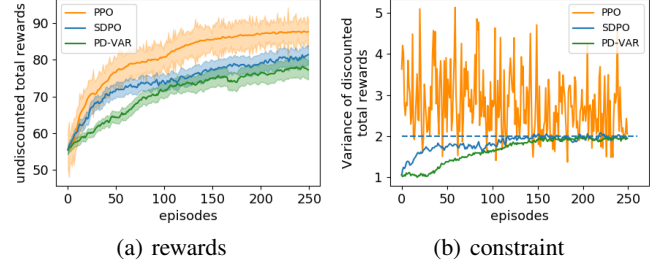 undiscounted total rewards
90
80
70
60
50
PPO
SDPO
PD-VAR
0 50 100 150 200 250
episodes
(a) rewards
Variance of discounted
total rewards
5
4
3
2
1
PPO
SDPO
PD-VAR
0 50 100 150 200 250
episodes
(b) constraint